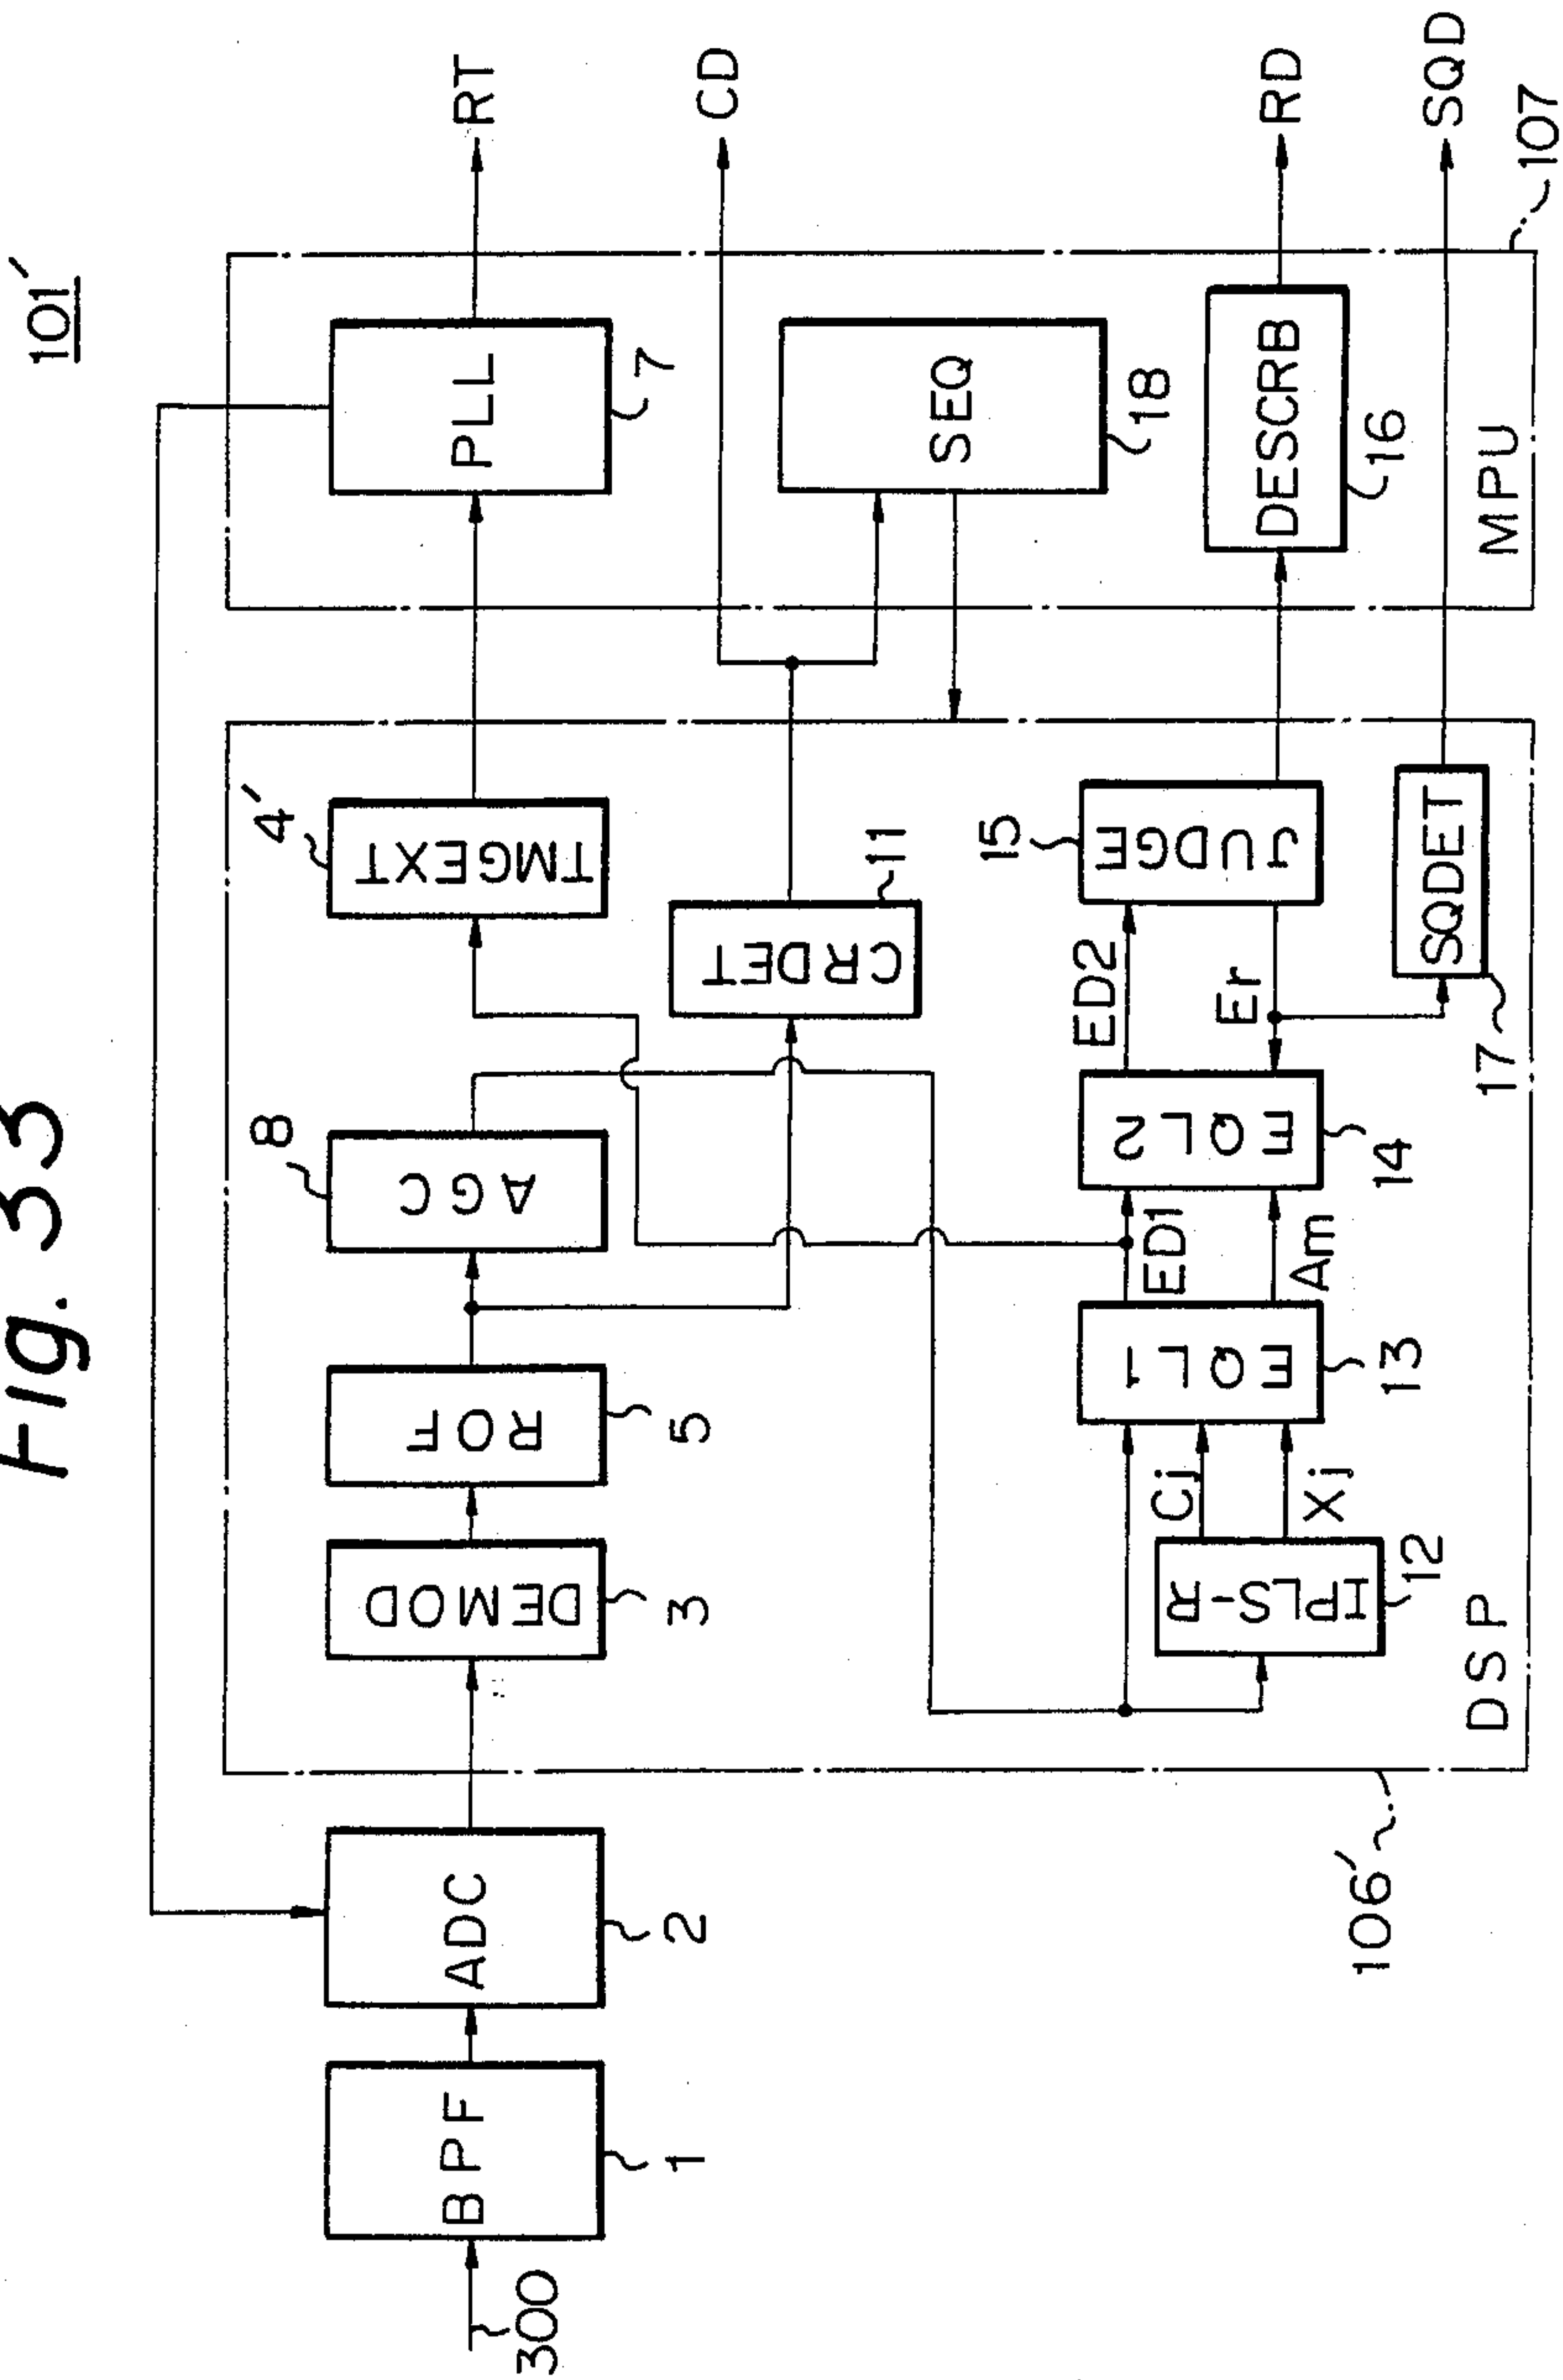 Fig. 33
101'
300
BPF
1
ADC
2
DEMOD
3
ROF
5
AGC
8
TMGEXT
4'
PLL
7
RT
CRDET
11
CD
SEQ
18
IPLS-R
12
Cj
Xj
EQL1
13
ED1
Am
EQL2
14
ED2
Er
JUDGE
15
DESCRB
16
RD
SQDET
17
SQD
DSP
106'
MPU
107